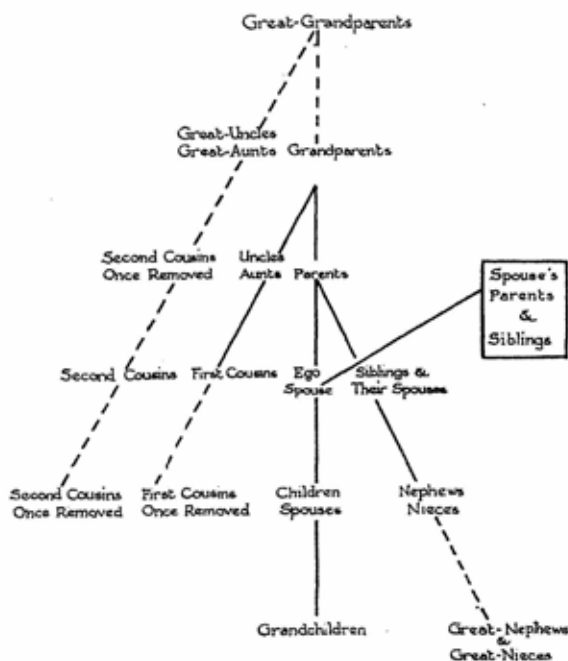 Great-Grandparents
Great-Uncles
Great-Aunts
Grandparents
Second Cousins
Once Removed
Uncles
Aunts
Parents
Spouse's
Parents
&
Siblings
Second Cousins
First Cousins
Ego
Spouse
Siblings &
Their Spouses
Second Cousins
Once Removed
First Cousins
Once Removed
Children
Spouses
Nephews
Nieces
Grandchildren
Great-Nephews
&
Great-Nieces